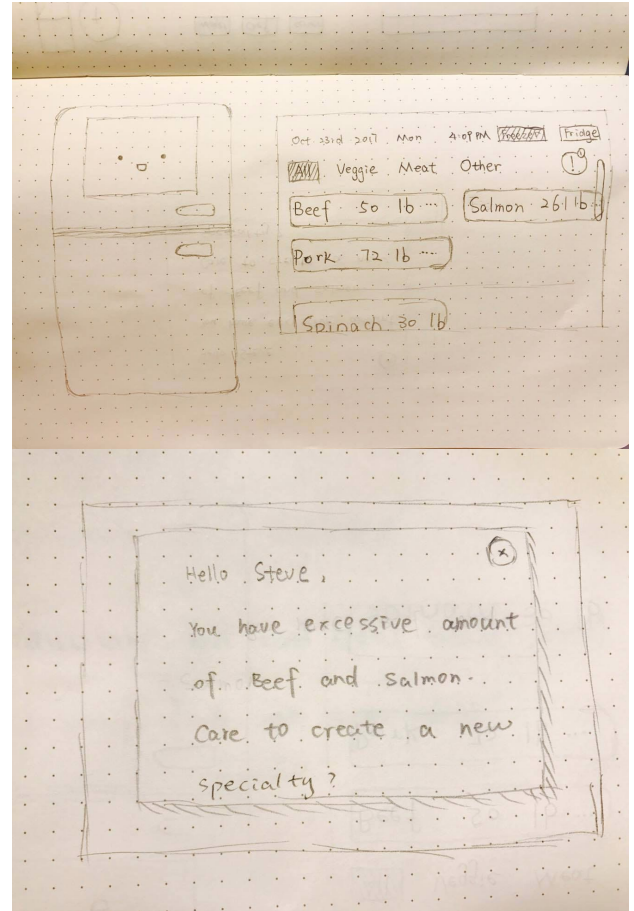 Oct 23rd 2017 Mon 4:09 PM Freezer Fridge
All Veggie Meat Other !
Beef 50 lb ... Salmon 261 lb
Pork 72 lb ...
Spinach 30 lb
Hello Steve,
You have excessive amount
of Beef and Salmon.
Care to create a new
specialty?